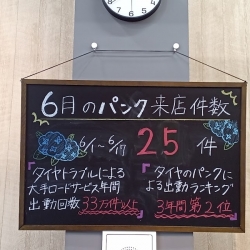 6月のパンク来店件数
6/1~6/17
25件
タイヤトラブルによる
大手ロードサービス年間
出動回数 33万件以上
タイヤのパンクに
よる出動ランキング
3年間第2位